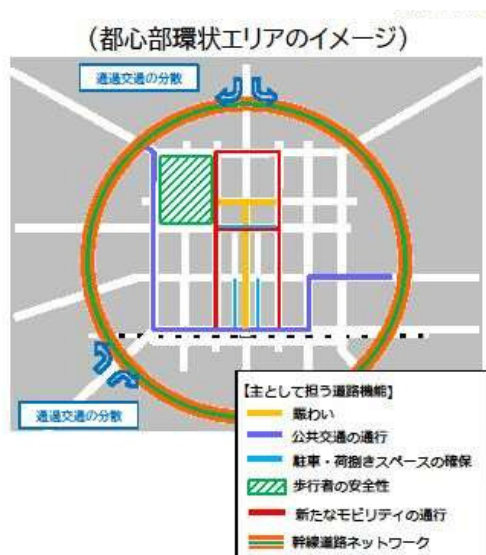 （都心部環状エリアのイメージ）
通過交通の分散
通過交通の分散
【主として担う道路機能】
賑わい
公共交通の通行
駐車・荷捌きスペースの確保
歩行者の安全性
新たなモビリティの通行
幹線道路ネットワーク